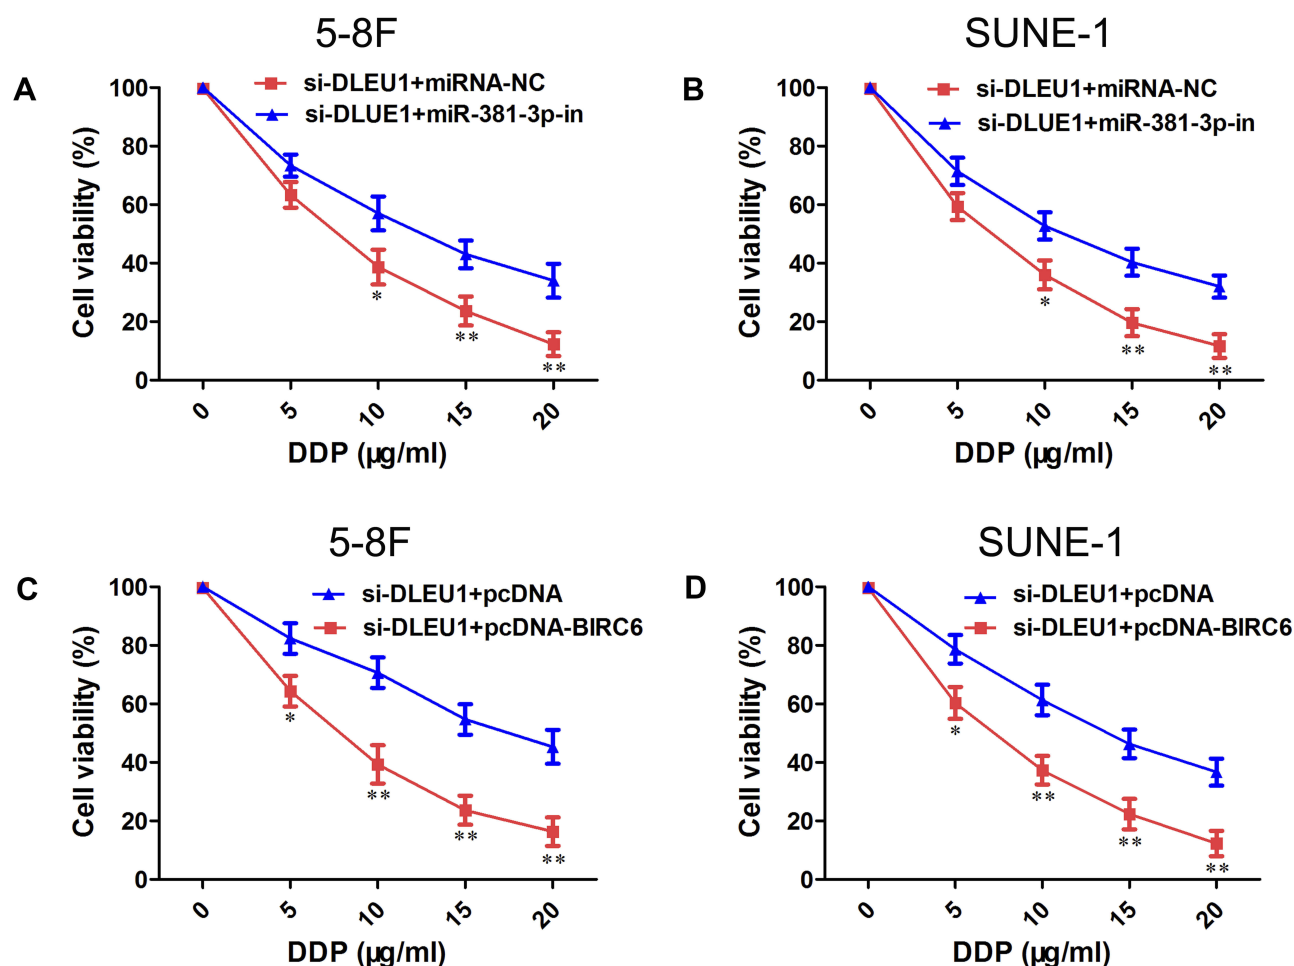 5-8F
SUNE-1
A
si-DLEU1+miRNA-NC
si-DLUE1+miR-381-3p-in
Cell viability (%)
100
80
60
40
20
0
*
**
**
0
5
10
15
20
DDP (µg/ml)
B
si-DLEU1+miRNA-NC
si-DLUE1+miR-381-3p-in
Cell viability (%)
100
80
60
40
20
0
*
**
**
0
5
10
15
20
DDP (µg/ml)
5-8F
SUNE-1
C
si-DLEU1+pcDNA
si-DLEU1+pcDNA-BIRC6
Cell viability (%)
100
80
60
40
20
0
*
**
**
**
0
5
10
15
20
DDP (µg/ml)
D
si-DLEU1+pcDNA
si-DLEU1+pcDNA-BIRC6
Cell viability (%)
100
80
60
40
20
0
*
**
**
**
0
5
10
15
20
DDP (µg/ml)